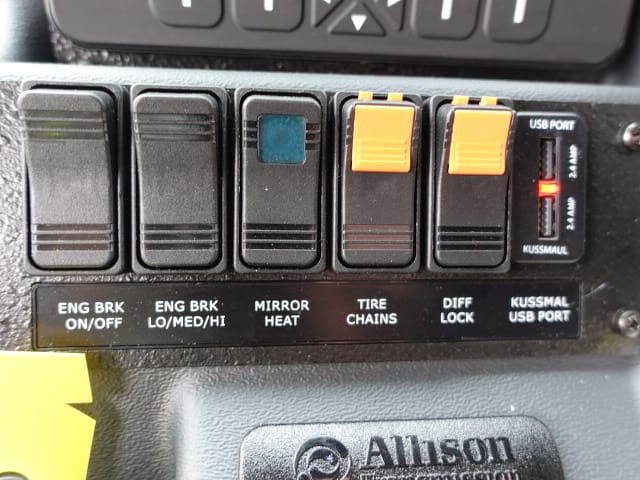 USB PORT
2.4 AMP
2.4 AMP
KUSSMAUL
ENG BRK
ON/OFF
ENG BRK
LO/MED/HI
MIRROR
HEAT
TIRE
CHAINS
DIFF
LOCK
KUSSMAL
USB PORT
Allison